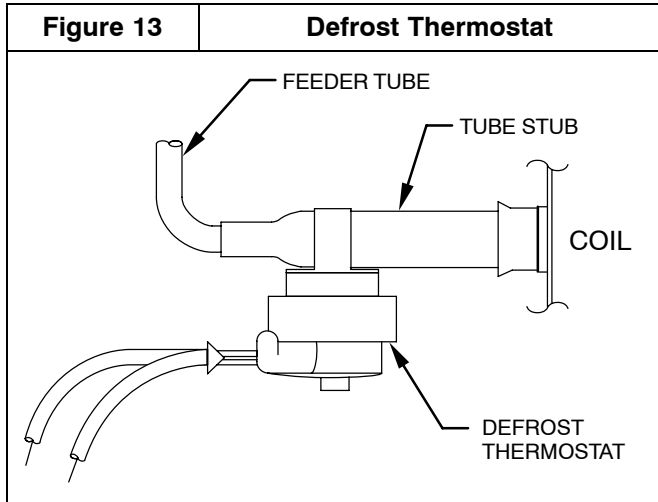 Figure 13
Defrost Thermostat
FEEDER TUBE
TUBE STUB
COIL
DEFROST
THERMOSTAT